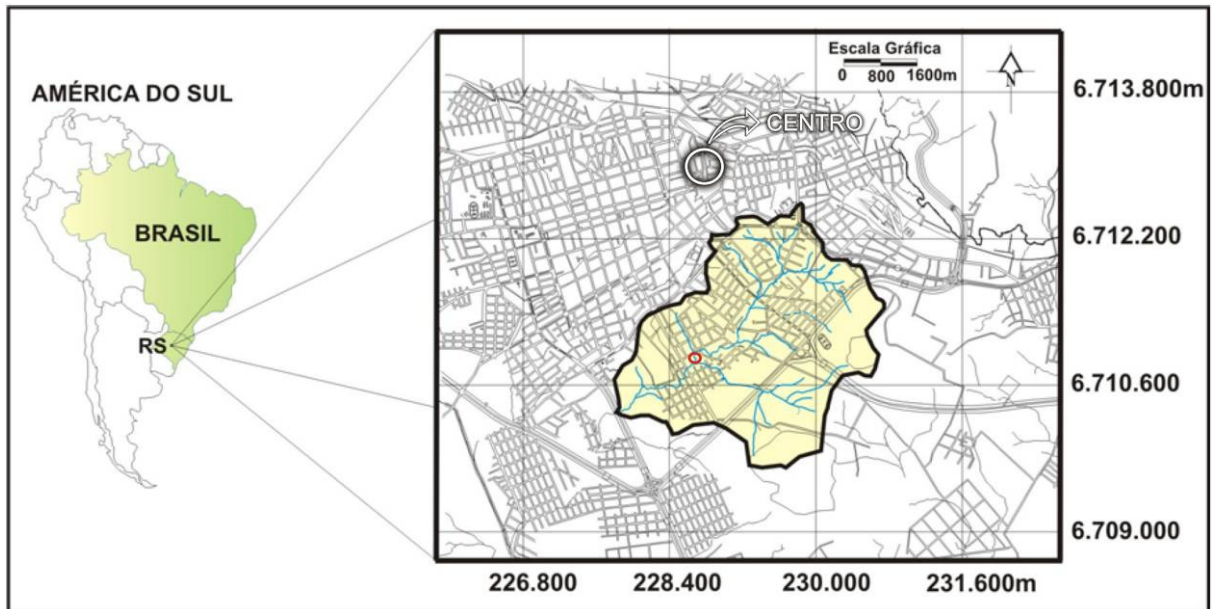 AMÉRICA DO SUL
BRASIL
RS
Escala Gráfica
0 800 1600m
N
CENTRO
6.713.800m
6.712.200
6.710.600
6.709.000
226.800 228.400 230.000 231.600m